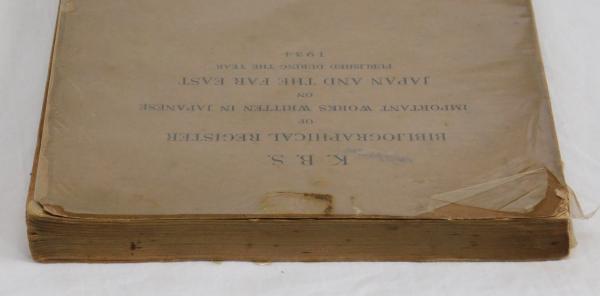 K. B. S.
BIBLIOGRAPHICAL REGISTER
OF
IMPORTANT WORKS WRITTEN IN JAPANESE
ON
JAPAN AND THE FAR EAST
PUBLISHED DURING THE YEAR
1934